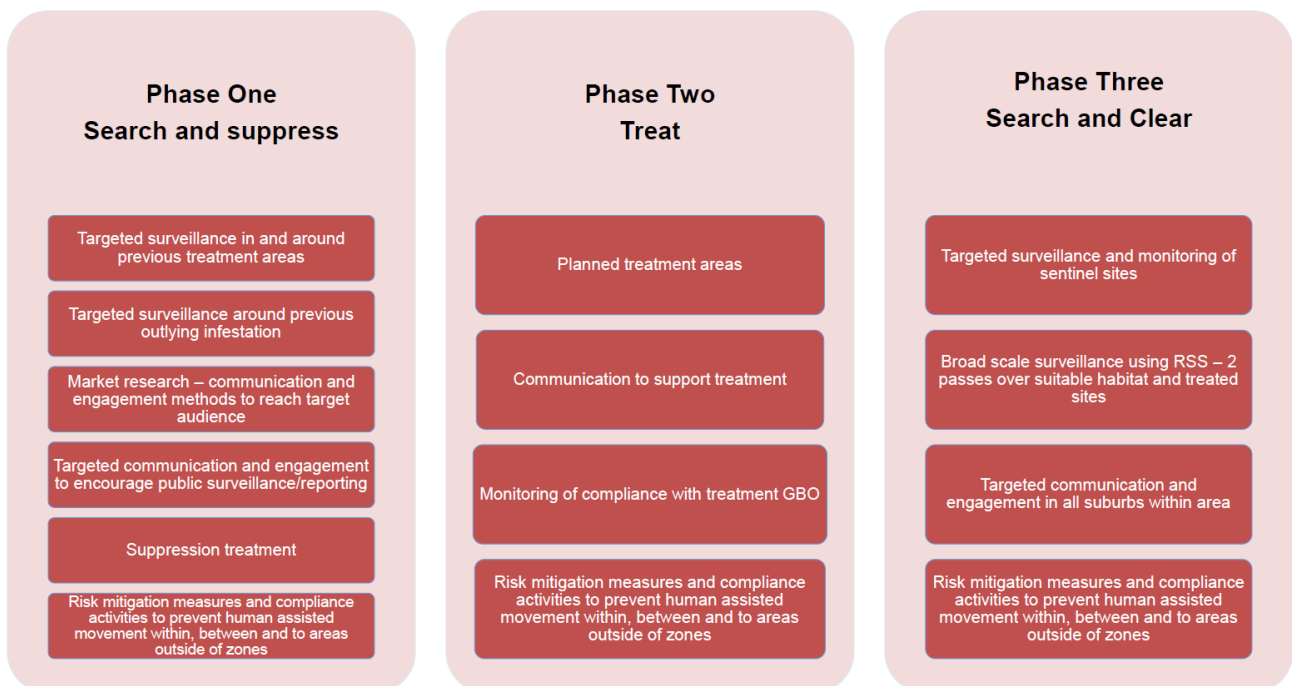 Phase One
Search and suppress
Targeted surveillance in and around
previous treatment areas
Targeted surveillance around previous
outlying infestation
Market research – communication and
engagement methods to reach target
audience
Targeted communication and engagement
to encourage public surveillance/reporting
Suppression treatment
Risk mitigation measures and compliance
activities to prevent human assisted
movement within, between and to areas
outside of zones
Phase Two
Treat
Planned treatment areas
Communication to support treatment
Monitoring of compliance with treatment GBO
Risk mitigation measures and compliance
activities to prevent human assisted
movement within, between and to areas
outside of zones
Phase Three
Search and Clear
Targeted surveillance and monitoring of
sentinel sites
Broad scale surveillance using RSS – 2
passes over suitable habitat and treated
sites
Targeted communication and
engagement in all suburbs within area
Risk mitigation measures and compliance
activities to prevent human assisted
movement within, between and to areas
outside of zones